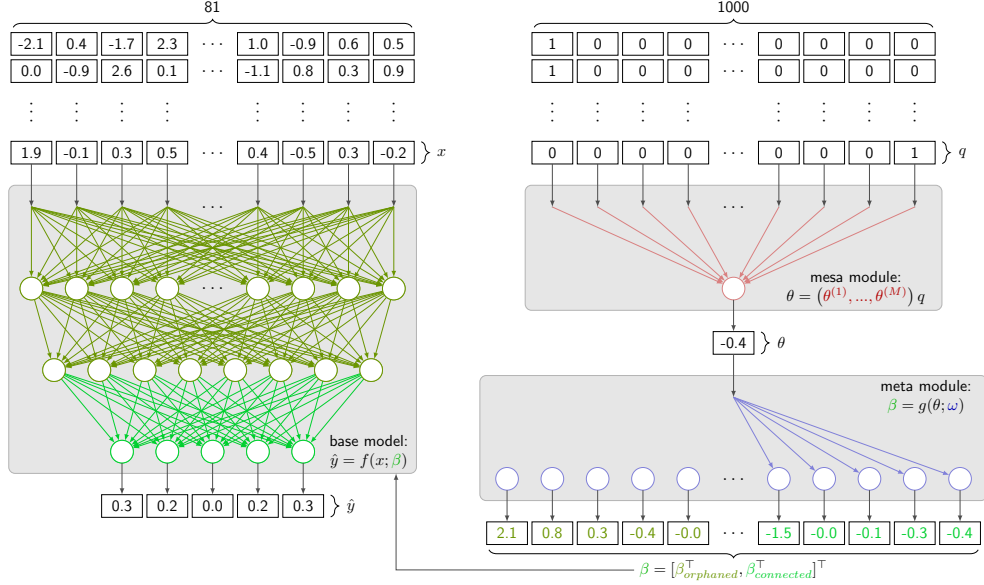 81
1000
-2.1 0.4 -1.7 2.3 ··· 1.0 -0.9 0.6 0.5
1 0 0 0 ··· 0 0 0 0
0.0 -0.9 2.6 0.1 ··· -1.1 0.8 0.3 0.9
1 0 0 0 ··· 0 0 0 0
1.9 -0.1 0.3 0.5 ··· 0.4 -0.5 0.3 -0.2 } x
0 0 0 0 ··· 0 0 0 1 } q
mesa module:
θ = (θ^(1), ..., θ^(M)) q
-0.4 } θ
meta module:
β = g(θ; ω)
base model:
ŷ = f(x; β)
0.3 0.2 0.0 0.2 0.3 } ŷ
2.1 0.8 0.3 -0.4 -0.0 ··· -1.5 -0.0 -0.1 -0.3 -0.4
β = [β_orphaned^⊤, β_connected^⊤]^⊤